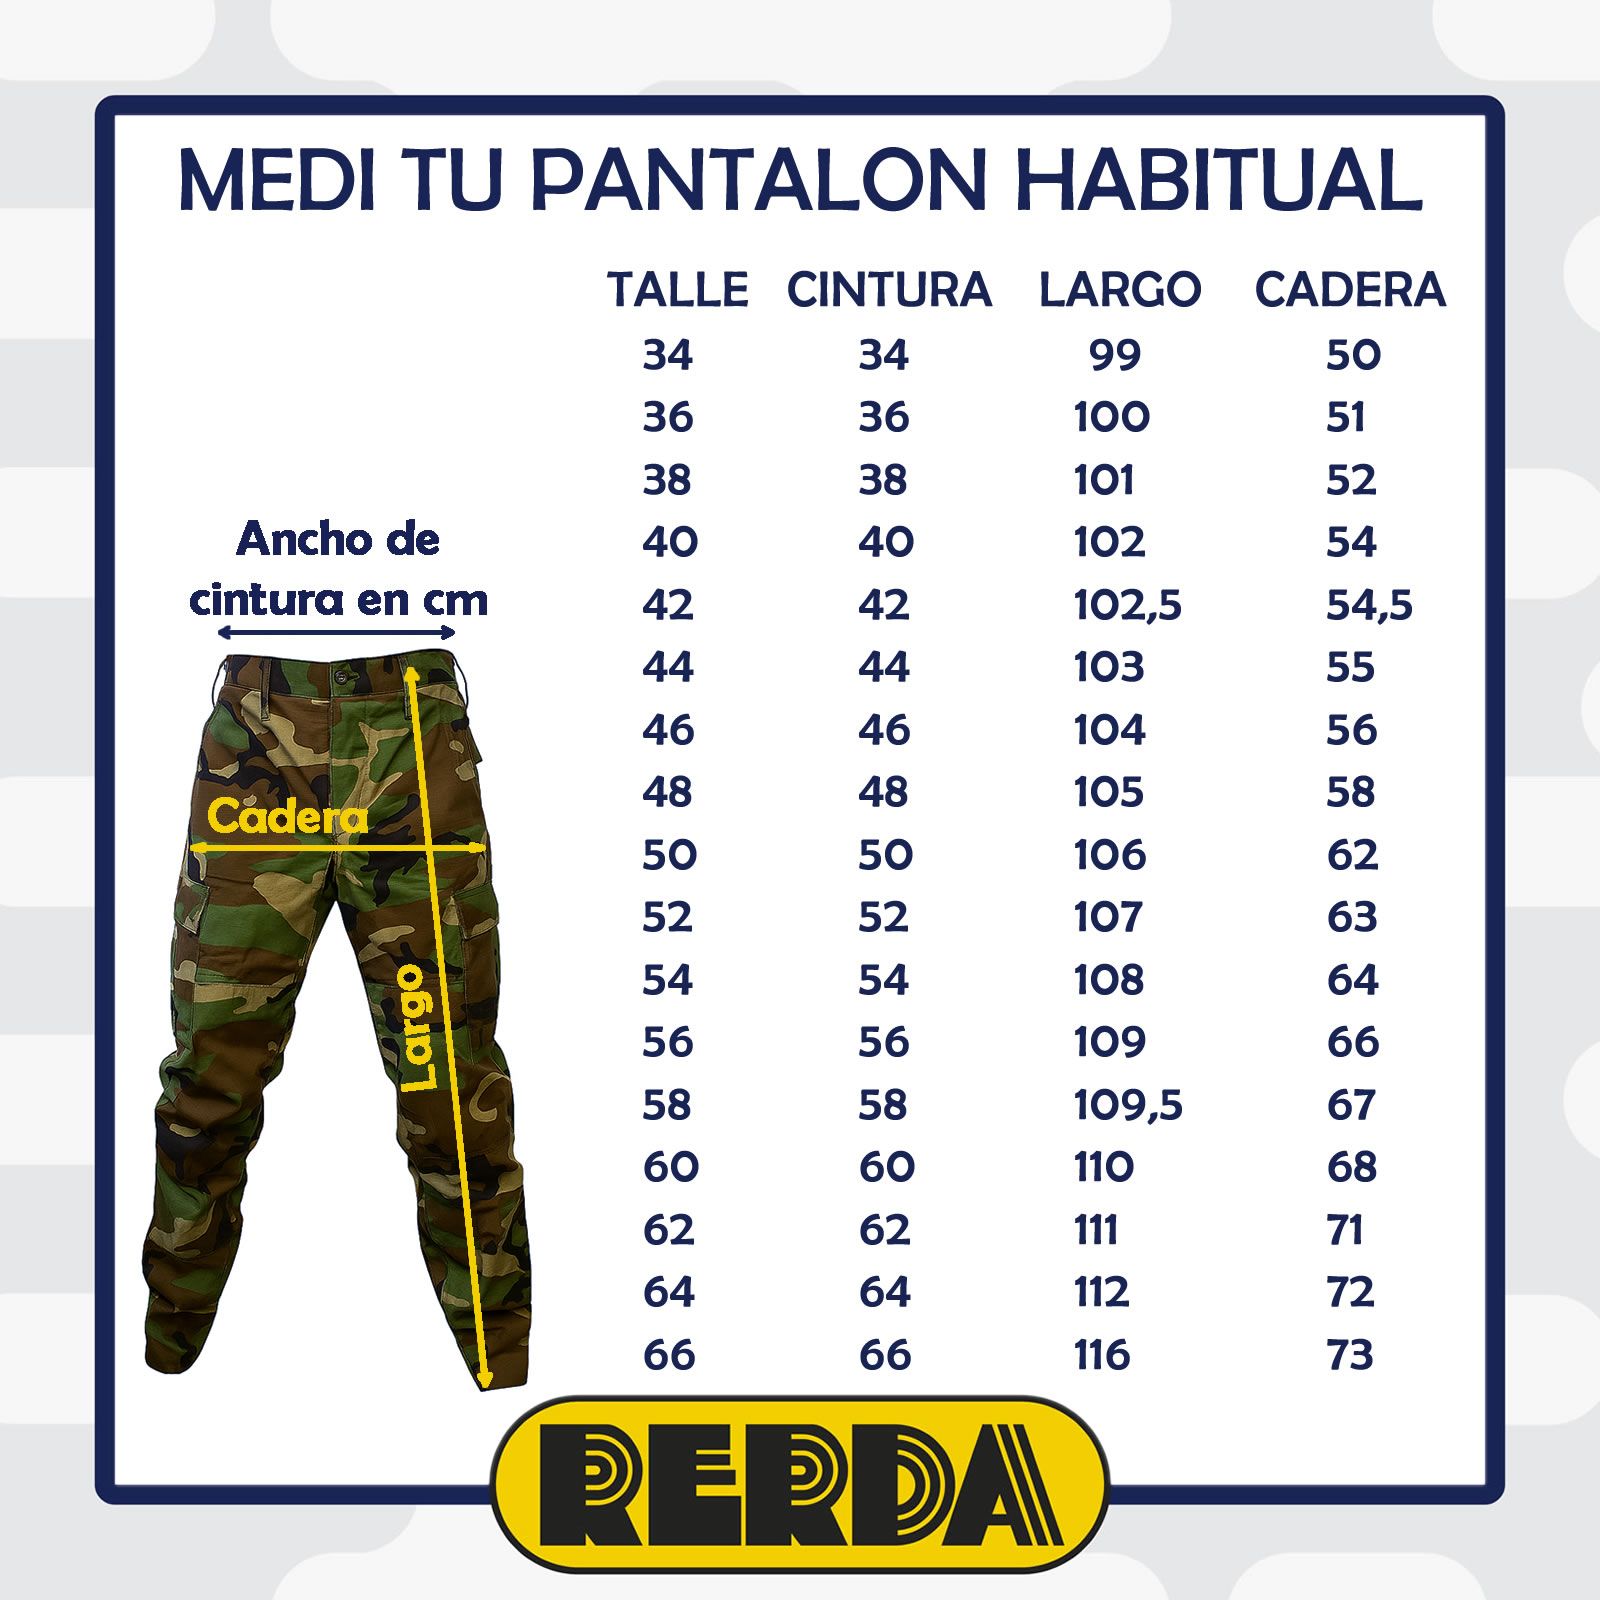 MEDI TU PANTALON HABITUAL
TALLE CINTURA LARGO CADERA
34 34 99 50
36 36 100 51
38 38 101 52
40 40 102 54
42 42 102,5 54,5
44 44 103 55
46 46 104 56
48 48 105 58
50 50 106 62
52 52 107 63
54 54 108 64
56 56 109 66
58 58 109,5 67
60 60 110 68
62 62 111 71
64 64 112 72
66 66 116 73
Ancho de
cintura en cm
Cadera
Largo
RERDA